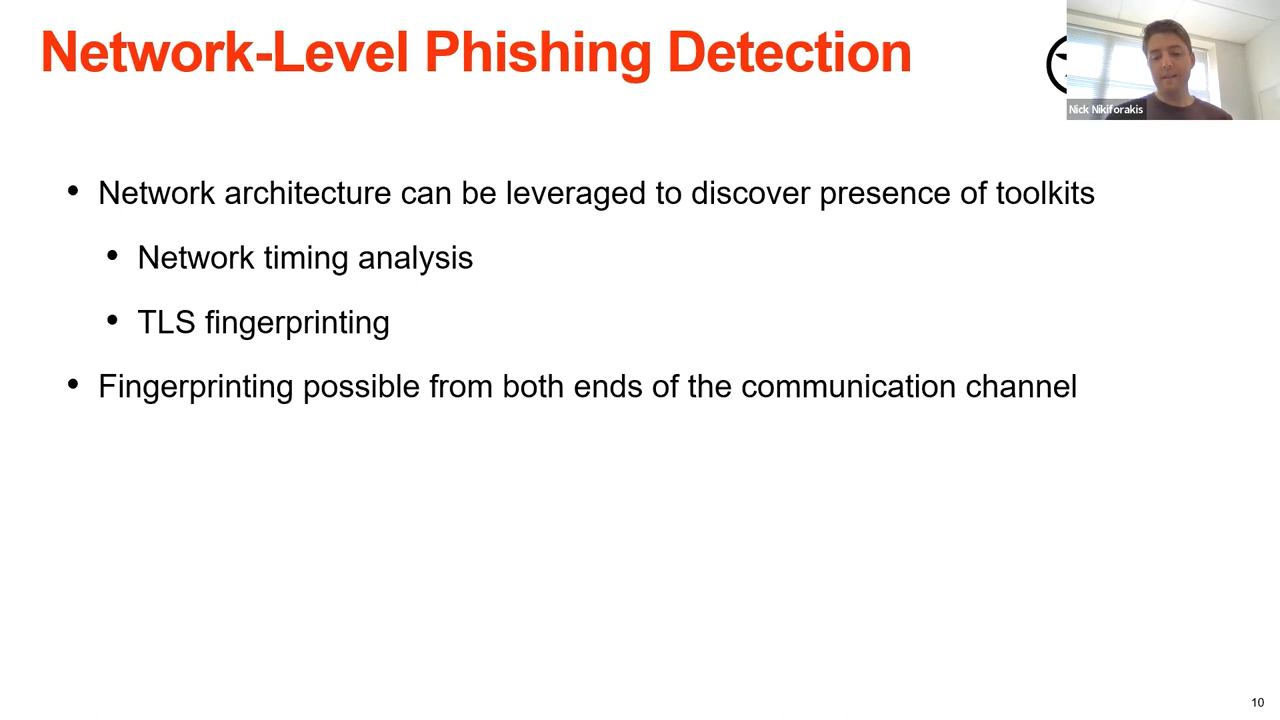 Network-Level Phishing Detection
Nick Nikiforakis
• Network architecture can be leveraged to discover presence of toolkits
• Network timing analysis
• TLS fingerprinting
• Fingerprinting possible from both ends of the communication channel
10